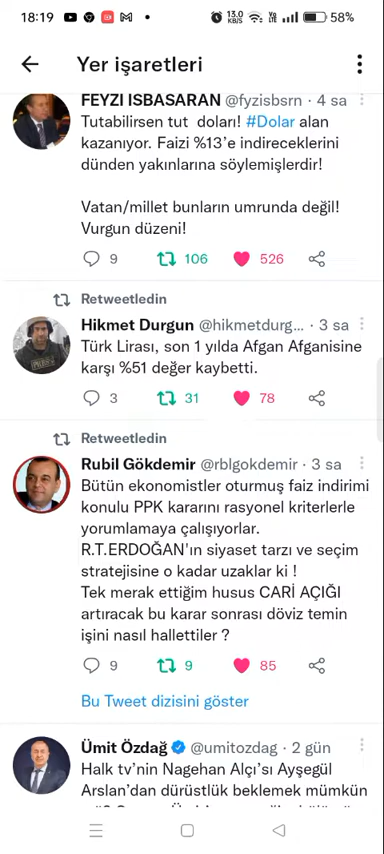 18:19 13.0 KB/S 58%
Yer işaretleri
FEYZI ISBASARAN @fyzisbsrn · 4 sa
Tutabilirsen tut doları! #Dolar alan
kazanıyor. Faizi %13’e indireceklerini
dünden yakınlarına söylemişlerdir!
Vatan/millet bunların umrunda değil!
Vurgun düzeni!
9 106 526
Retweetledin
Hikmet Durgun @hikmetdurg... · 3 sa
Türk Lirası, son 1 yılda Afgan Afganisine
karşı %51 değer kaybetti.
3 31 78
Retweetledin
Rubil Gökdemir @rblgokdemir · 3 sa
Bütün ekonomistler oturmuş faiz indirimi
konulu PPK kararını rasyonel kriterlerle
yorumlamaya çalışıyorlar.
R.T.ERDOĞAN'ın siyaset tarzı ve seçim
stratejisine o kadar uzaklar ki !
Tek merak ettiğim husus CARİ AÇIĞI
artıracak bu karar sonrası döviz temin
işini nasıl hallettiler ?
9 9 85
Bu Tweet dizisini göster
Ümit Özdağ @umitozdag · 2 gün
Halk tv’nin Nagehan Alçı’sı Ayşegül
Arslan’dan dürüstlük beklemek mümkün